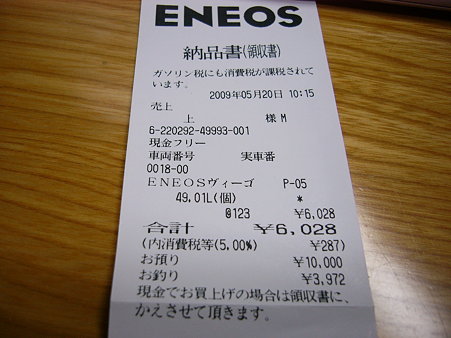 ENEOS
納品書(領収書)
ガソリン税にも消費税が課税されて
います。
2009年05月20日 10:15
売上
上 様 M
6-220292-49993-001
現金フリー
車両番号 実車番
0018-00
ENEOSヴィーゴ P-05
49.01L(個) *
@123 ¥6,028
合計 ¥6,028
(内消費税等(5.00%) ¥287)
お預り ¥10,000
お釣り ¥3,972
現金でお買上げの場合は領収書に、
かえさせて頂きます。